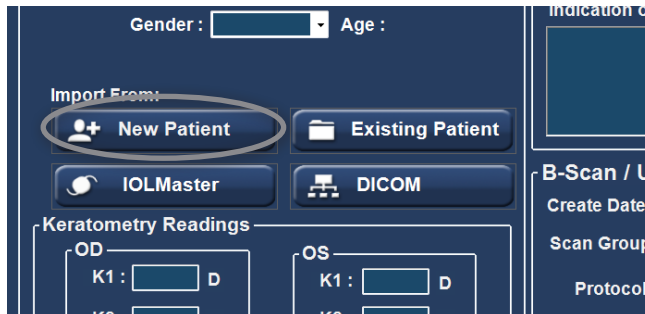 Gender : Age :
Indication
Import From:
New Patient Existing Patient
IOLMaster DICOM
B-Scan / U
Create Date
Scan Group
Protocol
Keratometry Readings
OD OS
K1 : D K1 : D